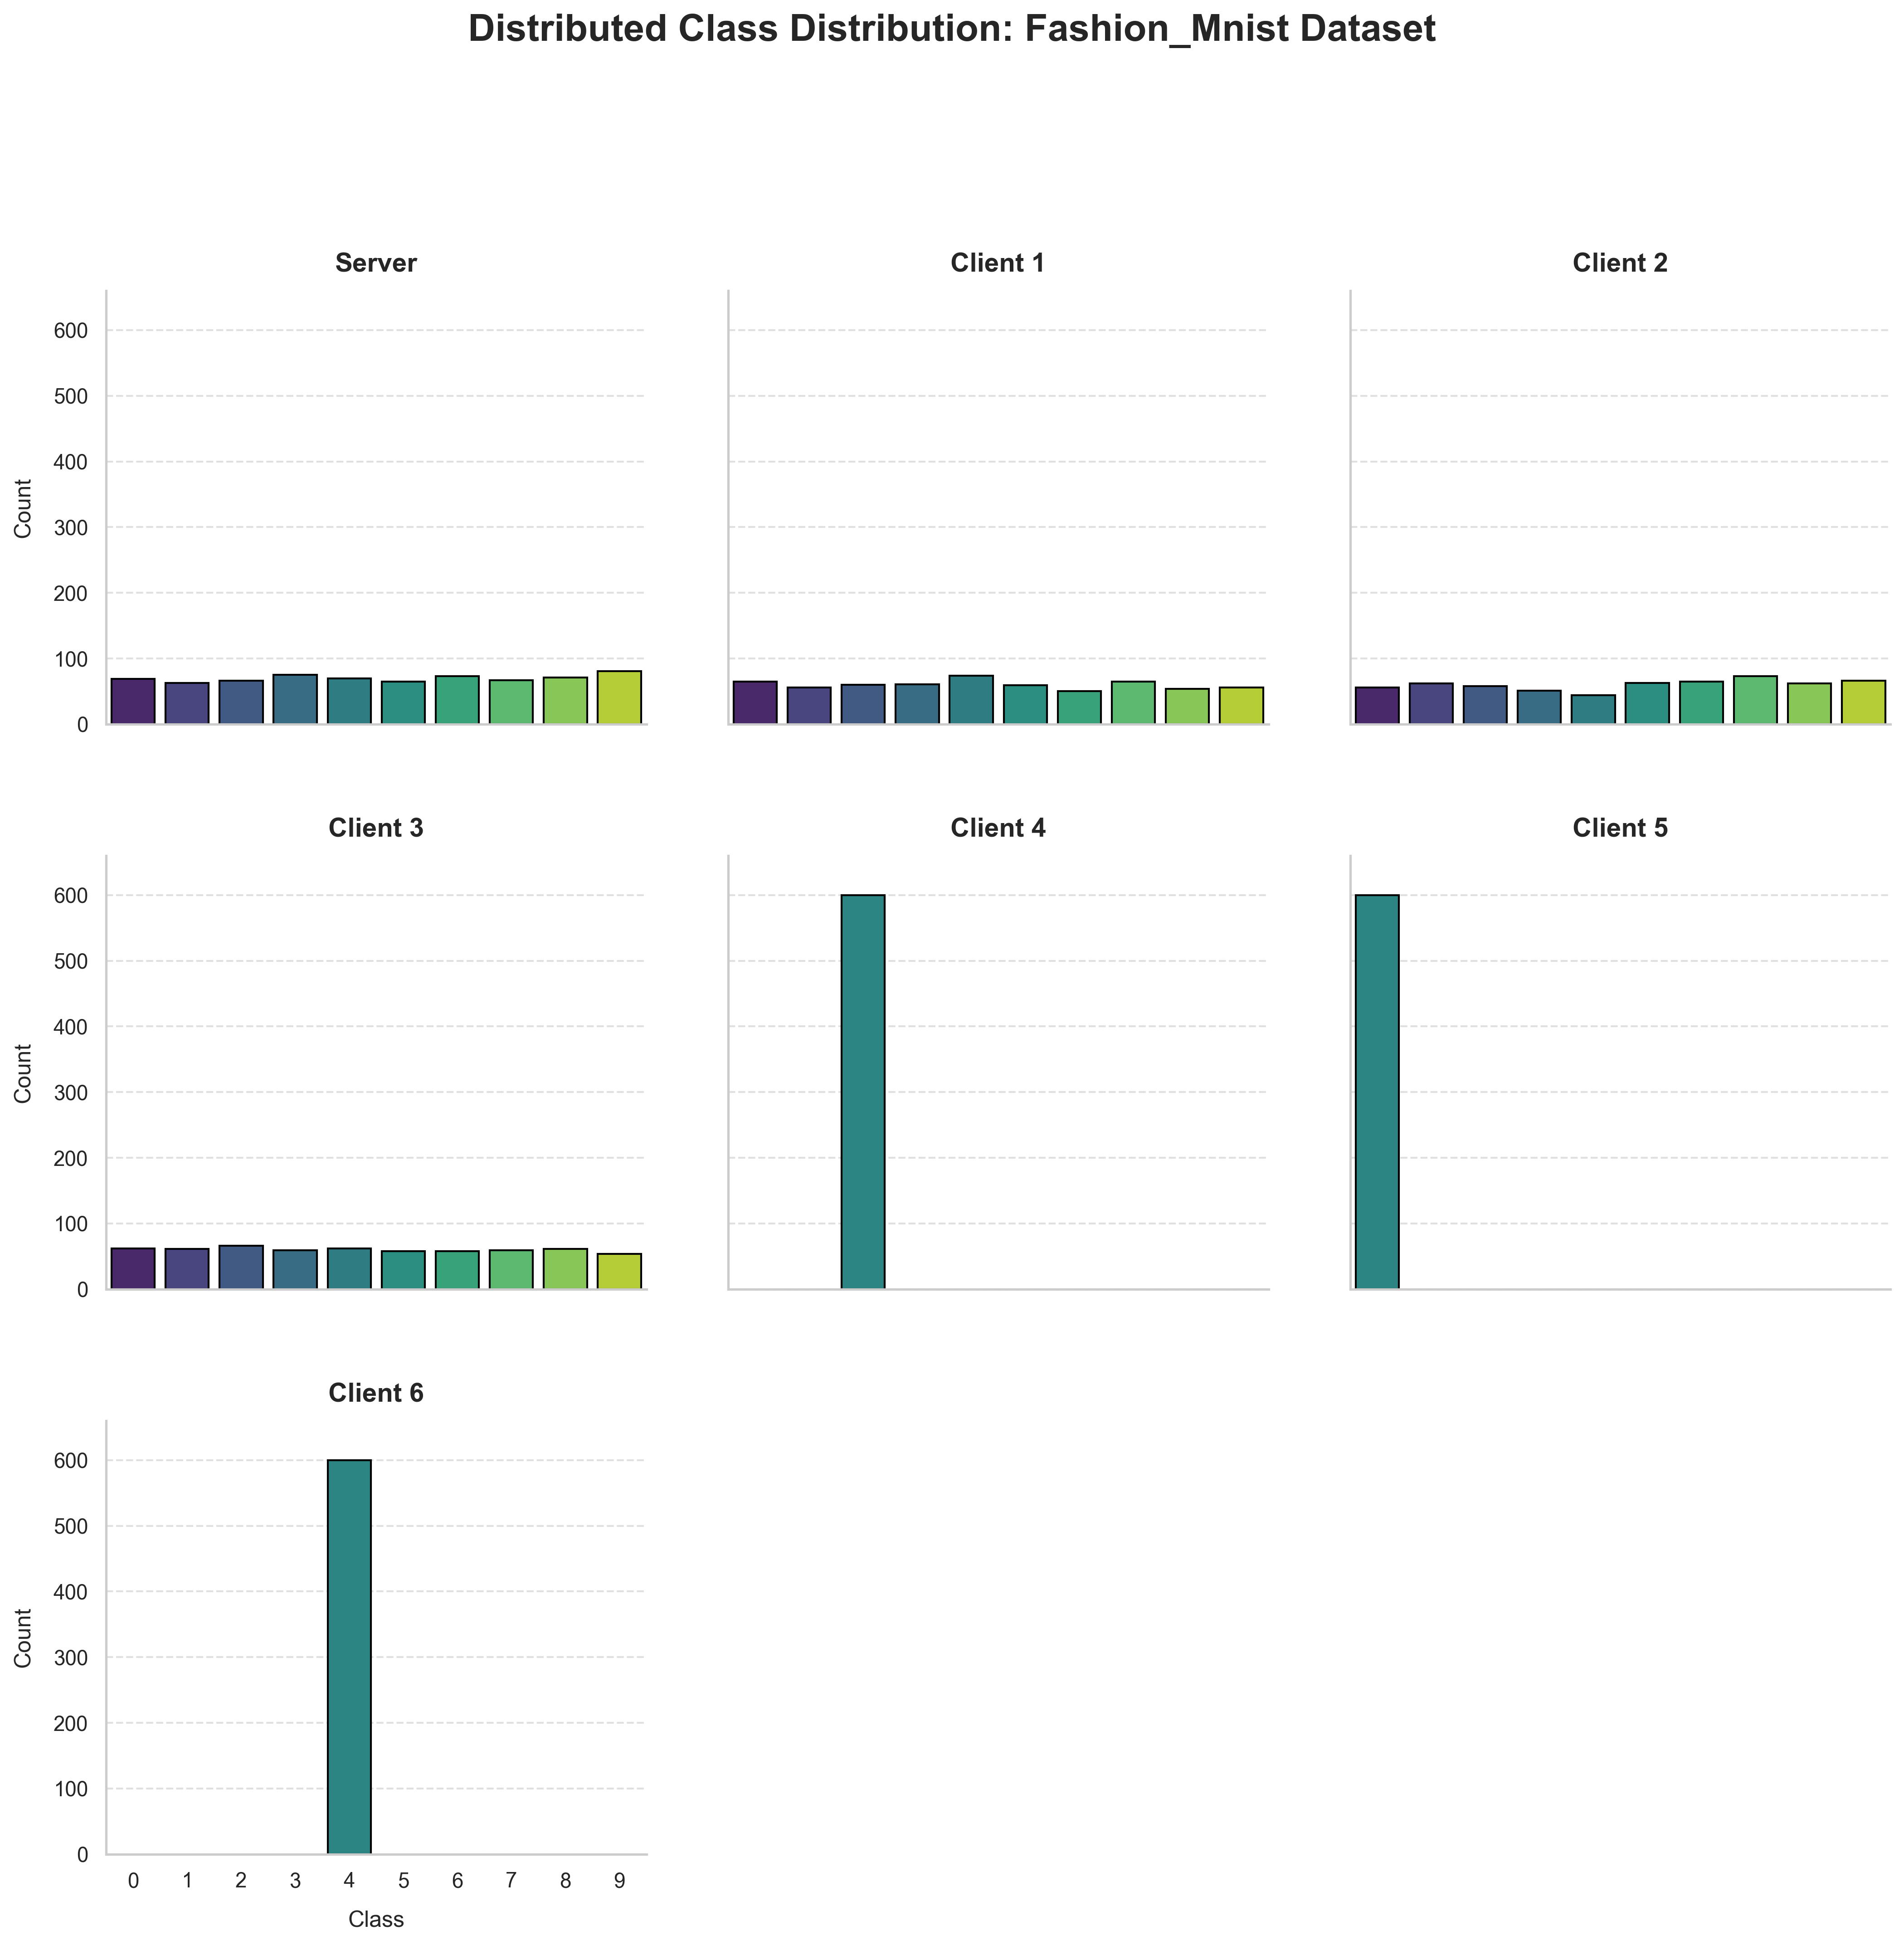 Distributed Class Distribution: Fashion_Mnist Dataset
Server
Client 1
Client 2
600
500
400
300
200
100
0
Count
Client 3
Client 4
Client 5
600
500
400
300
200
100
0
Count
Client 6
600
500
400
300
200
100
0
Count
0 1 2 3 4 5 6 7 8 9
Class